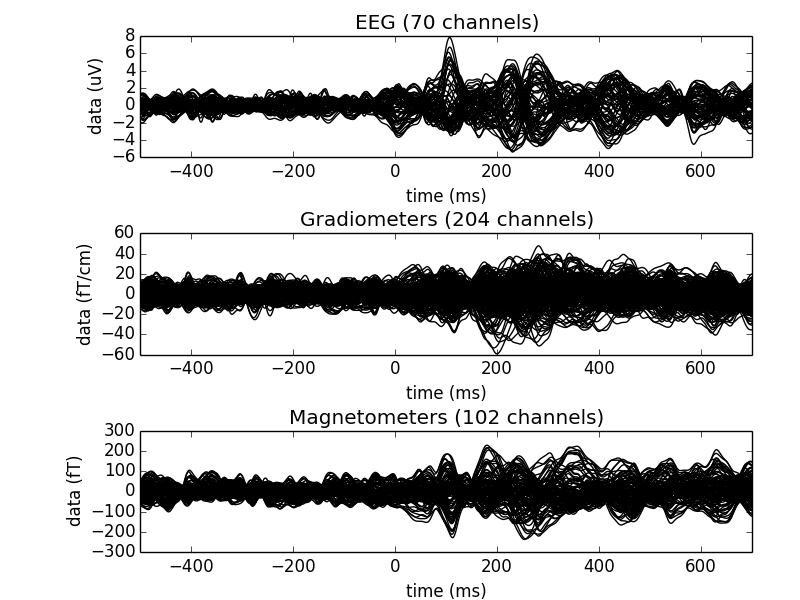 EEG (70 channels)
8
6
4
2
0
−2
−4
−6
data (uV)
−400 −200 0 200 400 600
time (ms)
Gradiometers (204 channels)
60
40
20
0
−20
−40
−60
data (fT/cm)
−400 −200 0 200 400 600
time (ms)
Magnetometers (102 channels)
300
200
100
0
−100
−200
−300
data (fT)
−400 −200 0 200 400 600
time (ms)